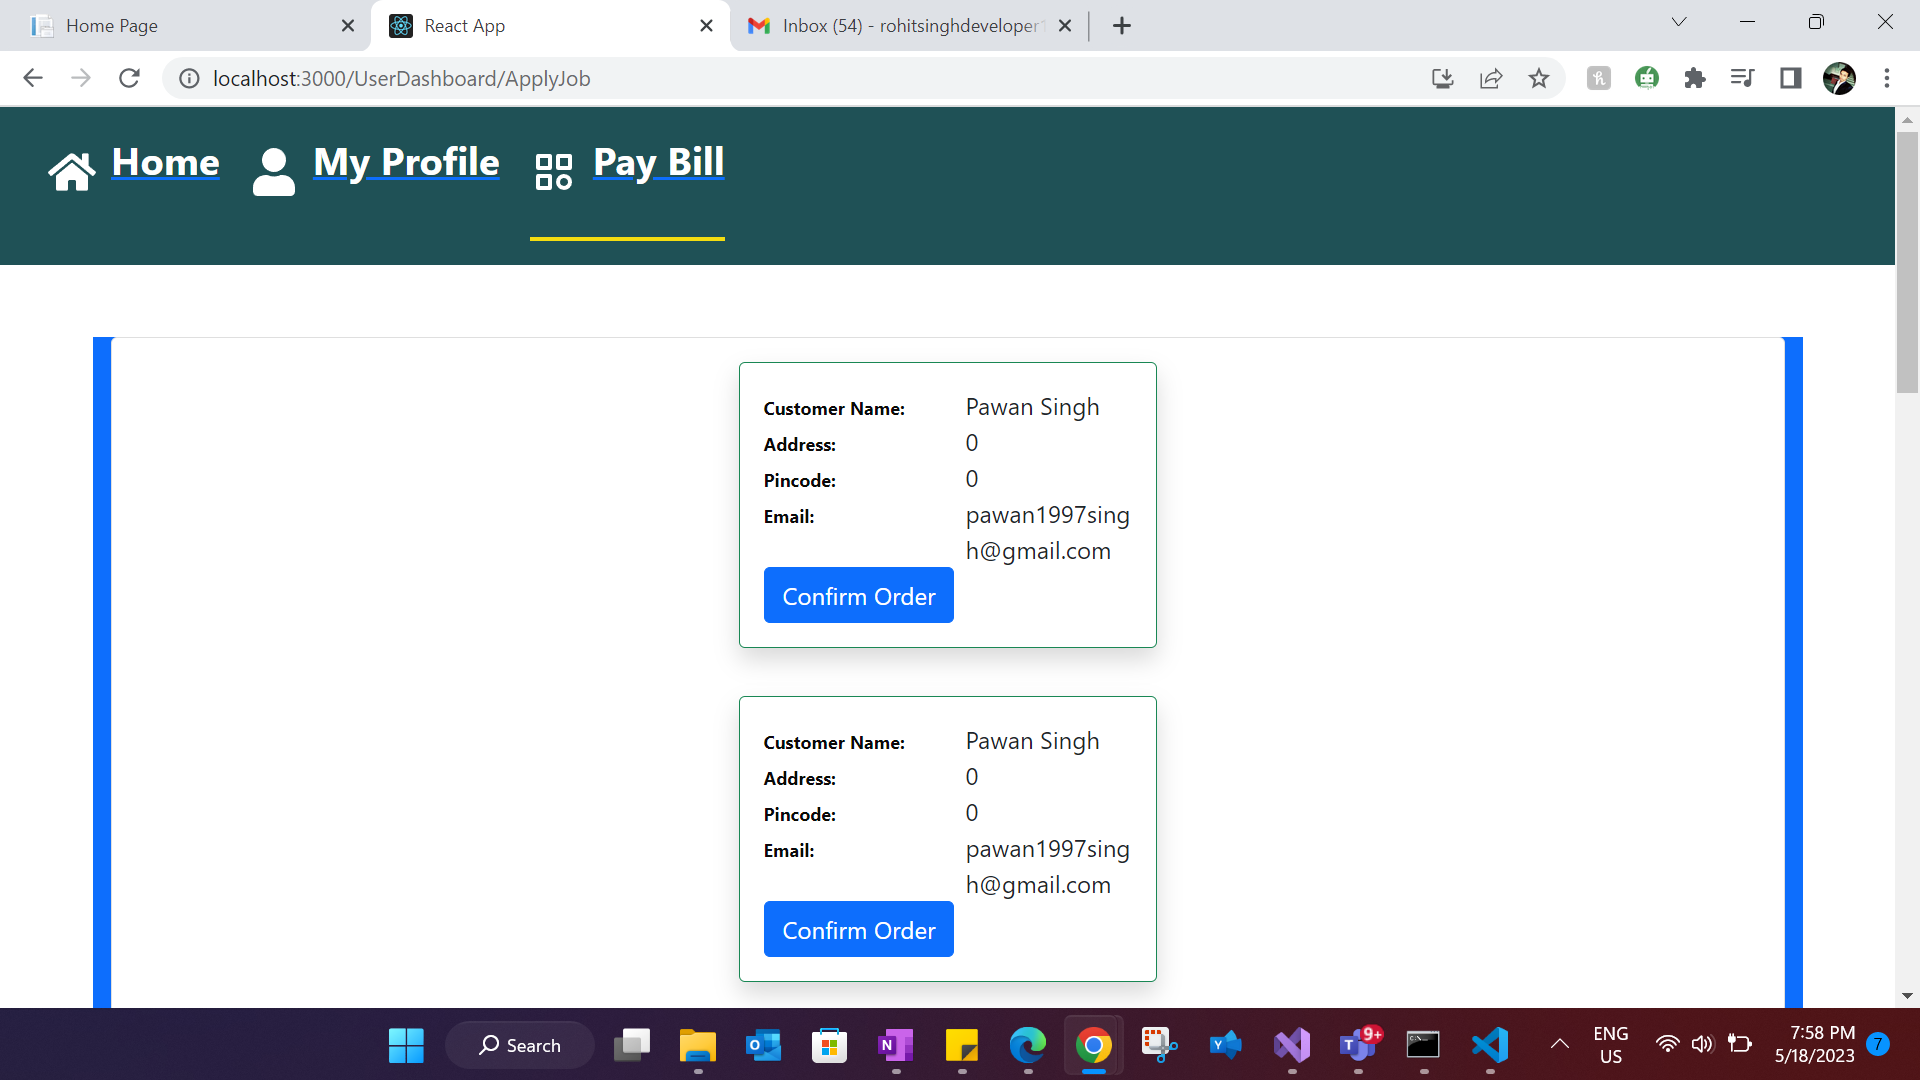 Home Page
React App
Inbox (54) - rohitsinghdeveloper
localhost:3000/UserDashboard/ApplyJob
Home
My Profile
Pay Bill
Customer Name: Pawan Singh
Address: 0
Pincode: 0
Email: pawan1997sing
h@gmail.com
Confirm Order
Customer Name: Pawan Singh
Address: 0
Pincode: 0
Email: pawan1997sing
h@gmail.com
Confirm Order
Search
9+
ENG
US
7:58 PM
5/18/2023
7